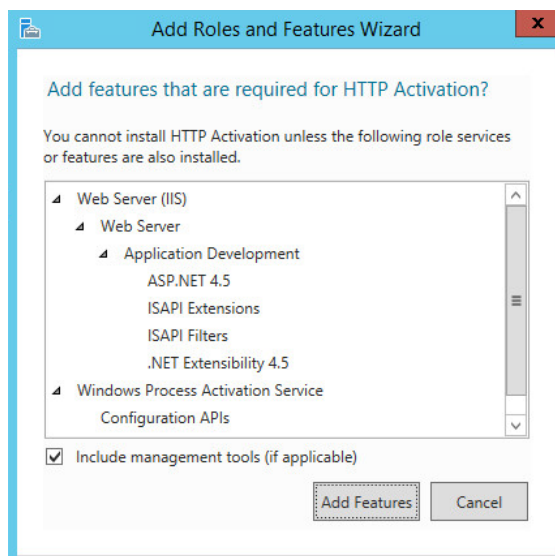 Add Roles and Features Wizard
x
Add features that are required for HTTP Activation?
You cannot install HTTP Activation unless the following role services
or features are also installed.
Web Server (IIS)
Web Server
Application Development
ASP.NET 4.5
ISAPI Extensions
ISAPI Filters
.NET Extensibility 4.5
Windows Process Activation Service
Configuration APIs
Include management tools (if applicable)
Add Features Cancel